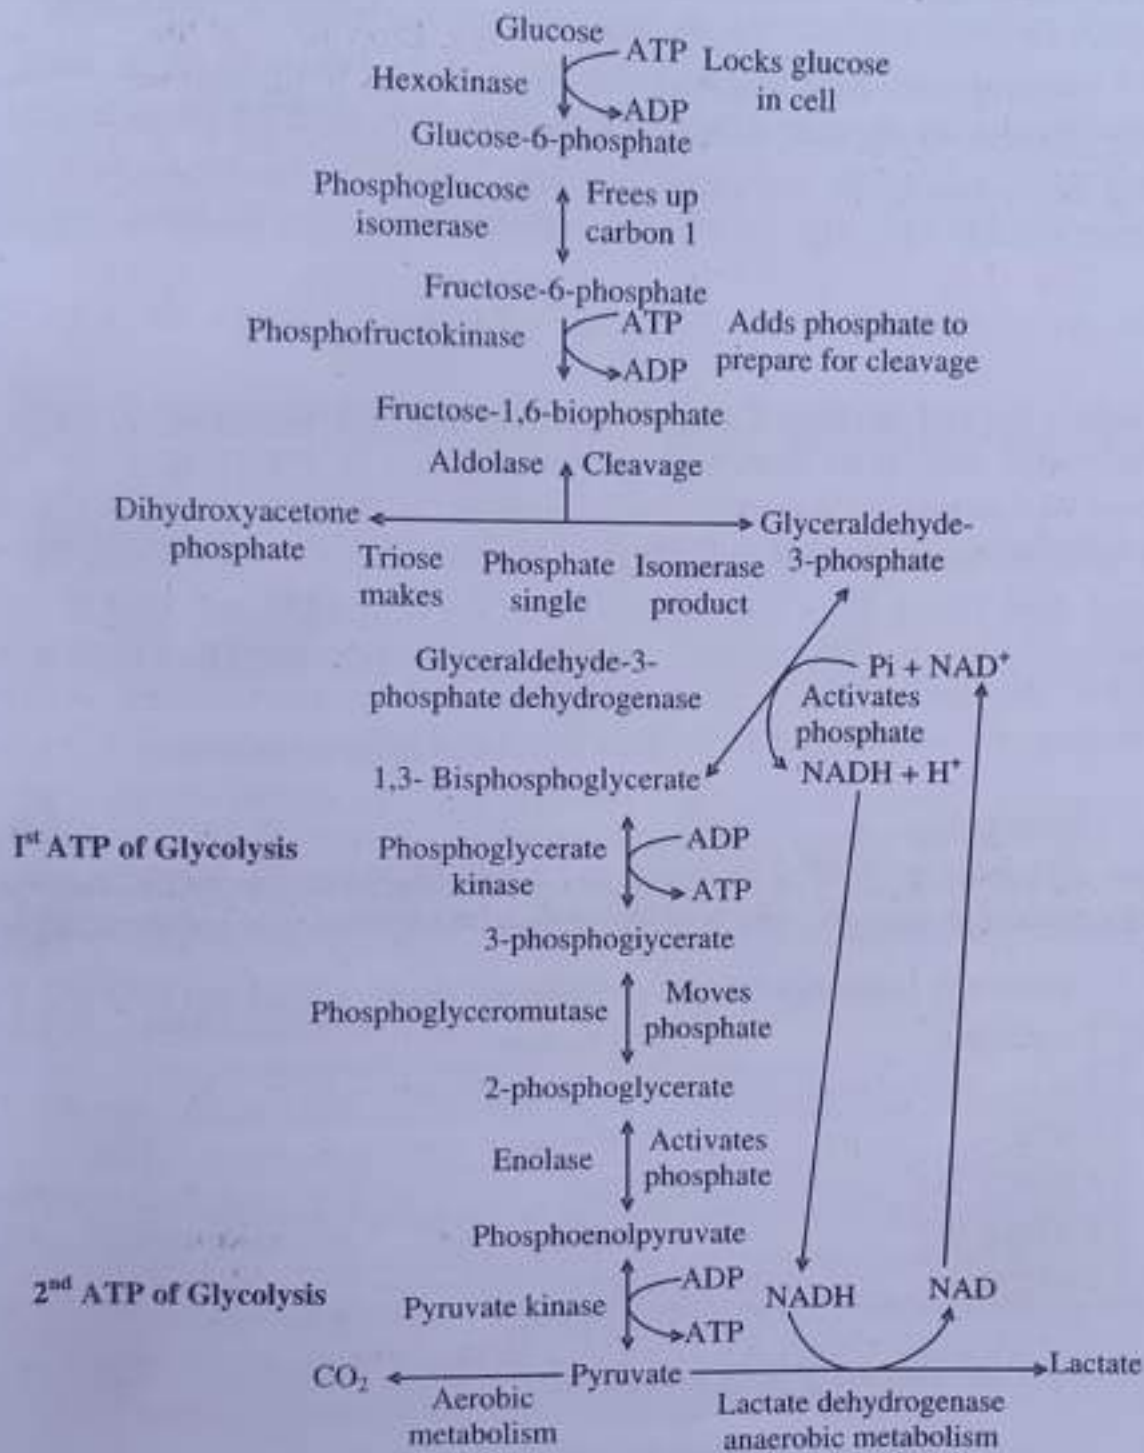 Glucose
ATP
Locks glucose
in cell
Hexokinase
ADP
Glucose-6-phosphate
Phosphoglucose
isomerase
Frees up
carbon 1
Fructose-6-phosphate
Phosphofructokinase
ATP
ADP
Adds phosphate to
prepare for cleavage
Fructose-1,6-biophosphate
Aldolase
Cleavage
Dihydroxyacetone
phosphate
Glyceraldehyde-
3-phosphate
Triose
makes
Phosphate
single
Isomerase
product
Glyceraldehyde-3-
phosphate dehydrogenase
Pi + NAD⁺
Activates
phosphate
NADH + H⁺
1,3- Bisphosphoglycerate
1ˢᵗ ATP of Glycolysis
Phosphoglycerate
kinase
ADP
ATP
3-phosphogiycerate
Phosphoglyceromutase
Moves
phosphate
2-phosphoglycerate
Enolase
Activates
phosphate
Phosphoenolpyruvate
2ⁿᵈ ATP of Glycolysis
Pyruvate kinase
ADP
ATP
NADH
NAD
CO₂
Pyruvate
Lactate
Aerobic
metabolism
Lactate dehydrogenase
anaerobic metabolism